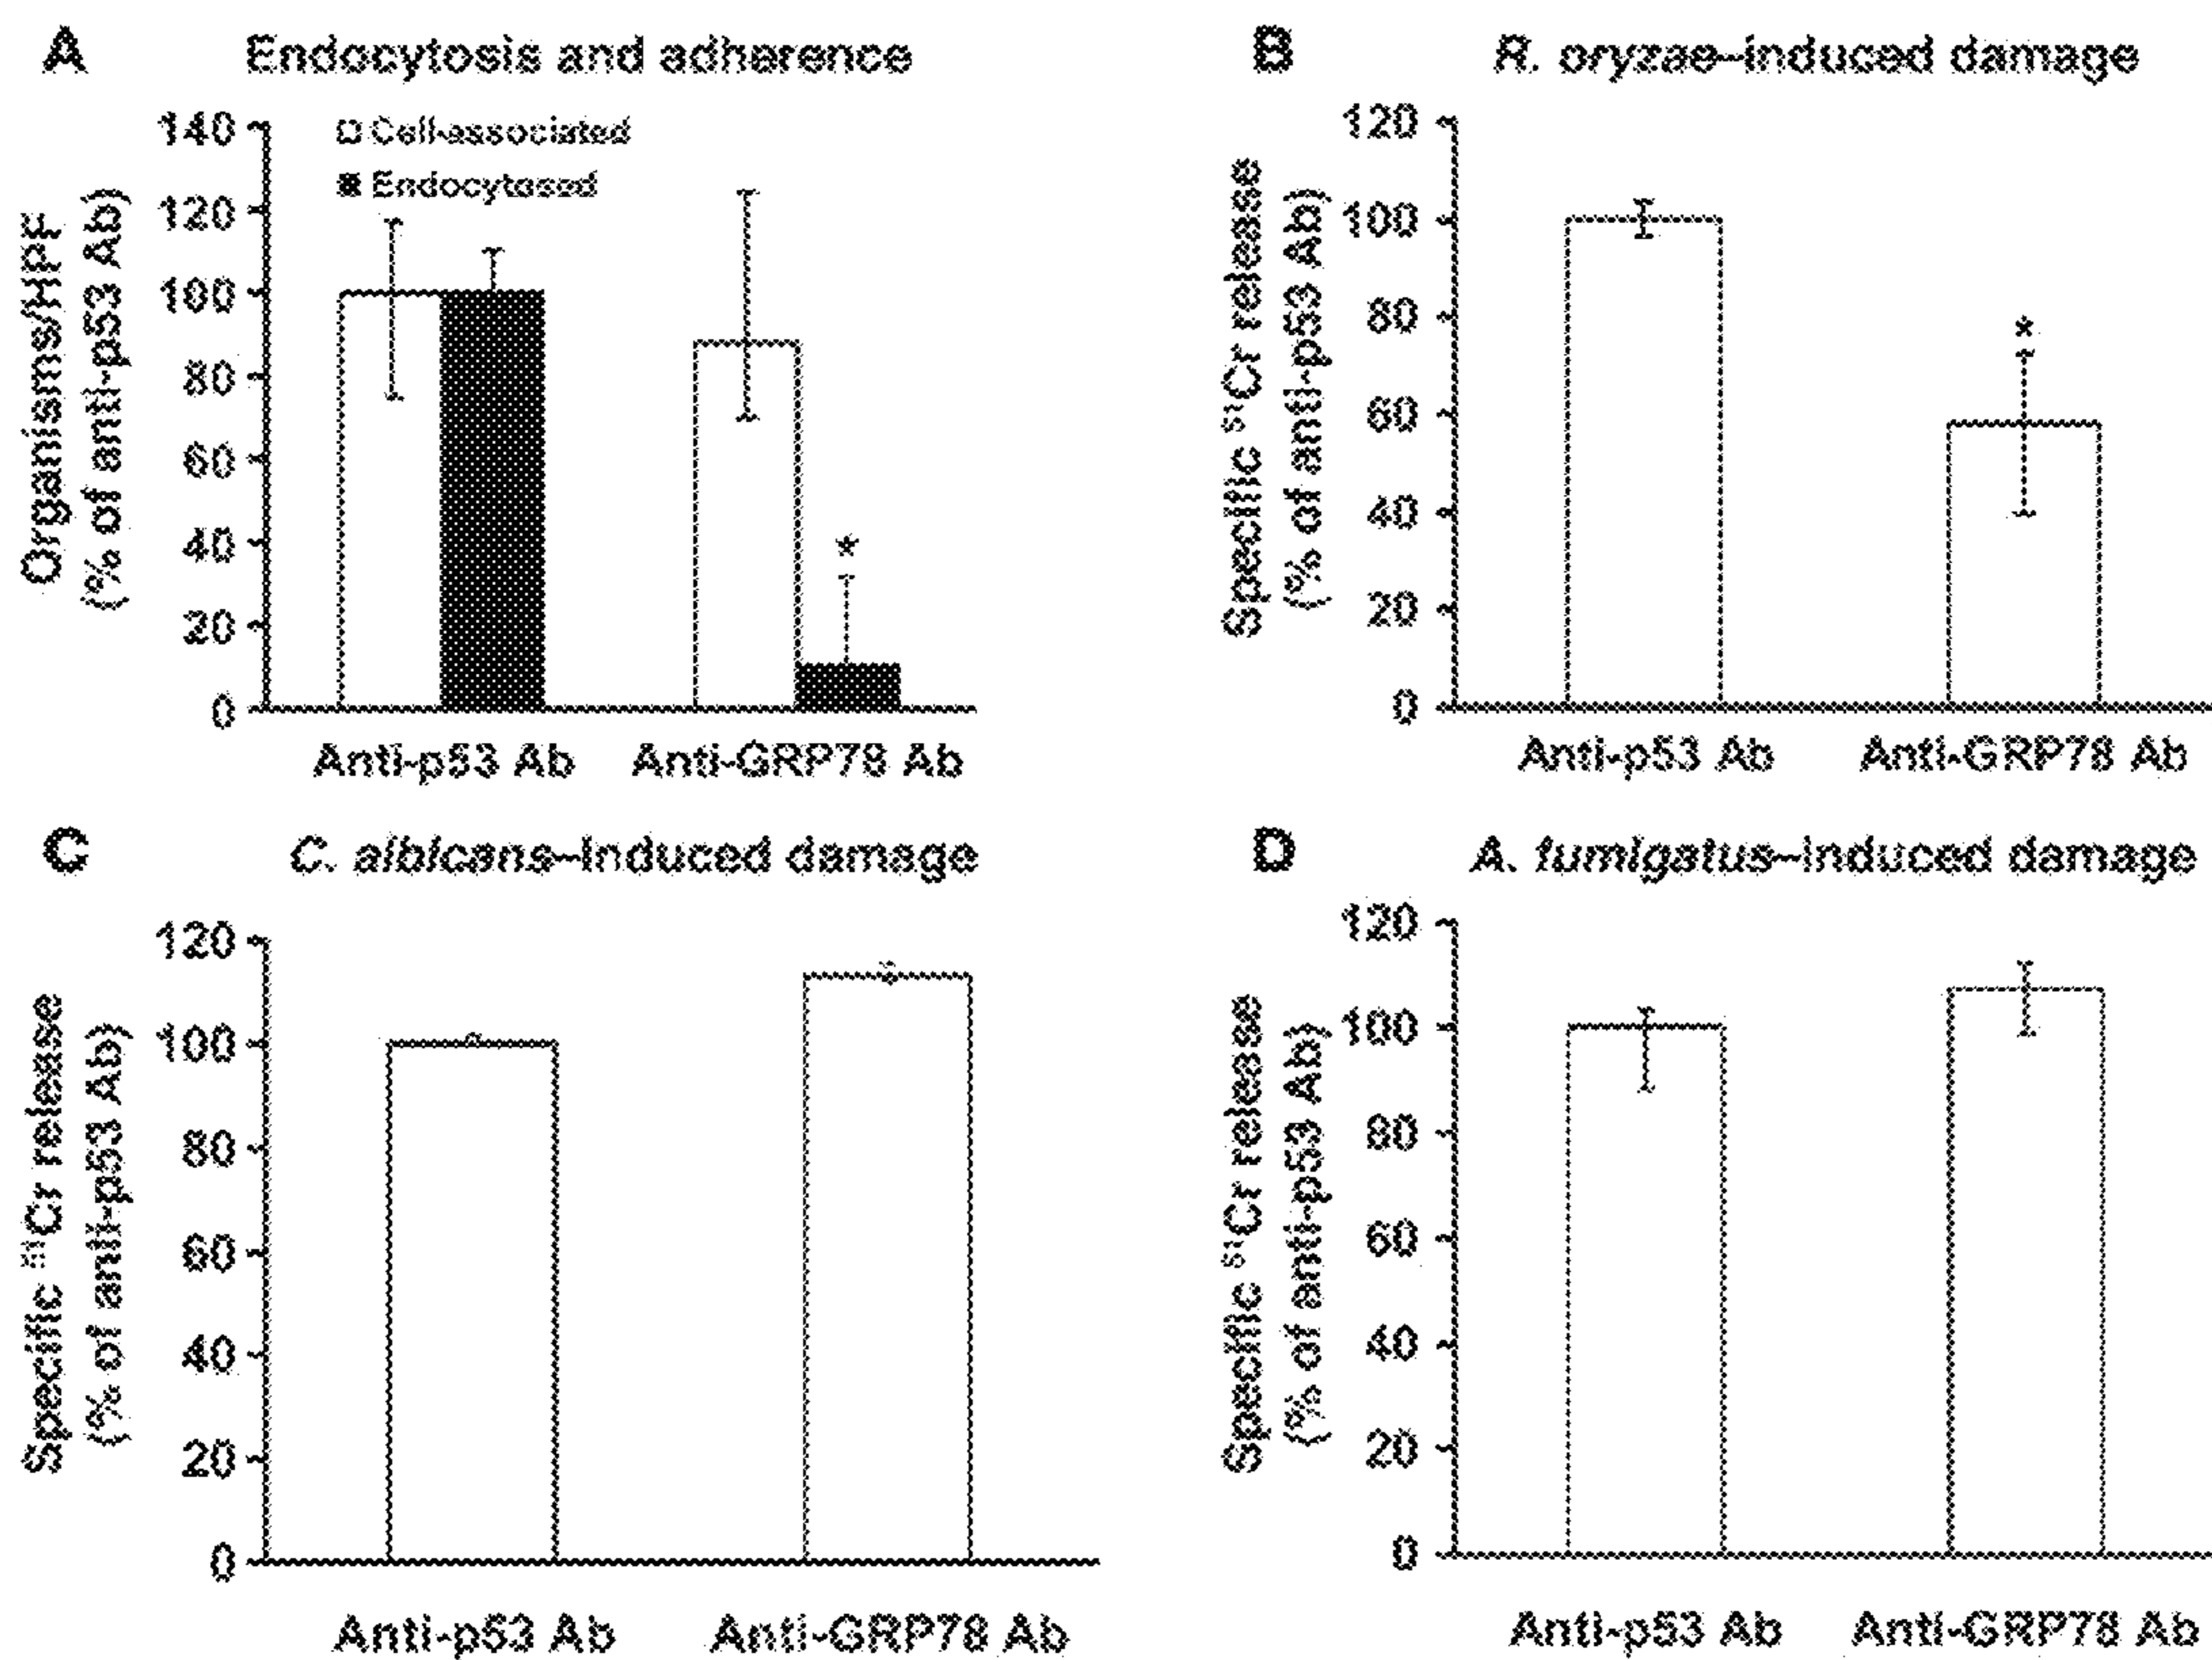 A
Endocytosis and adherence
□ Cell-associated
■ Endocytosed
Organisms/HPF
(% of anti-p53 Ab)
140
120
100
80
60
40
20
0
*
Anti-p53 Ab
Anti-GRP78 Ab
B
R. oryzae–induced damage
Specific ⁵¹Cr release
(% of anti-p53 Ab)
120
100
80
60
40
20
0
*
Anti-p53 Ab
Anti-GRP78 Ab
C
C. albicans–induced damage
Specific ⁵¹Cr release
(% of anti-p53 Ab)
120
100
80
60
40
20
0
Anti-p53 Ab
Anti-GRP78 Ab
D
A. fumigatus–induced damage
Specific ⁵¹Cr release
(% of anti-p53 Ab)
120
100
80
60
40
20
0
Anti-p53 Ab
Anti-GRP78 Ab